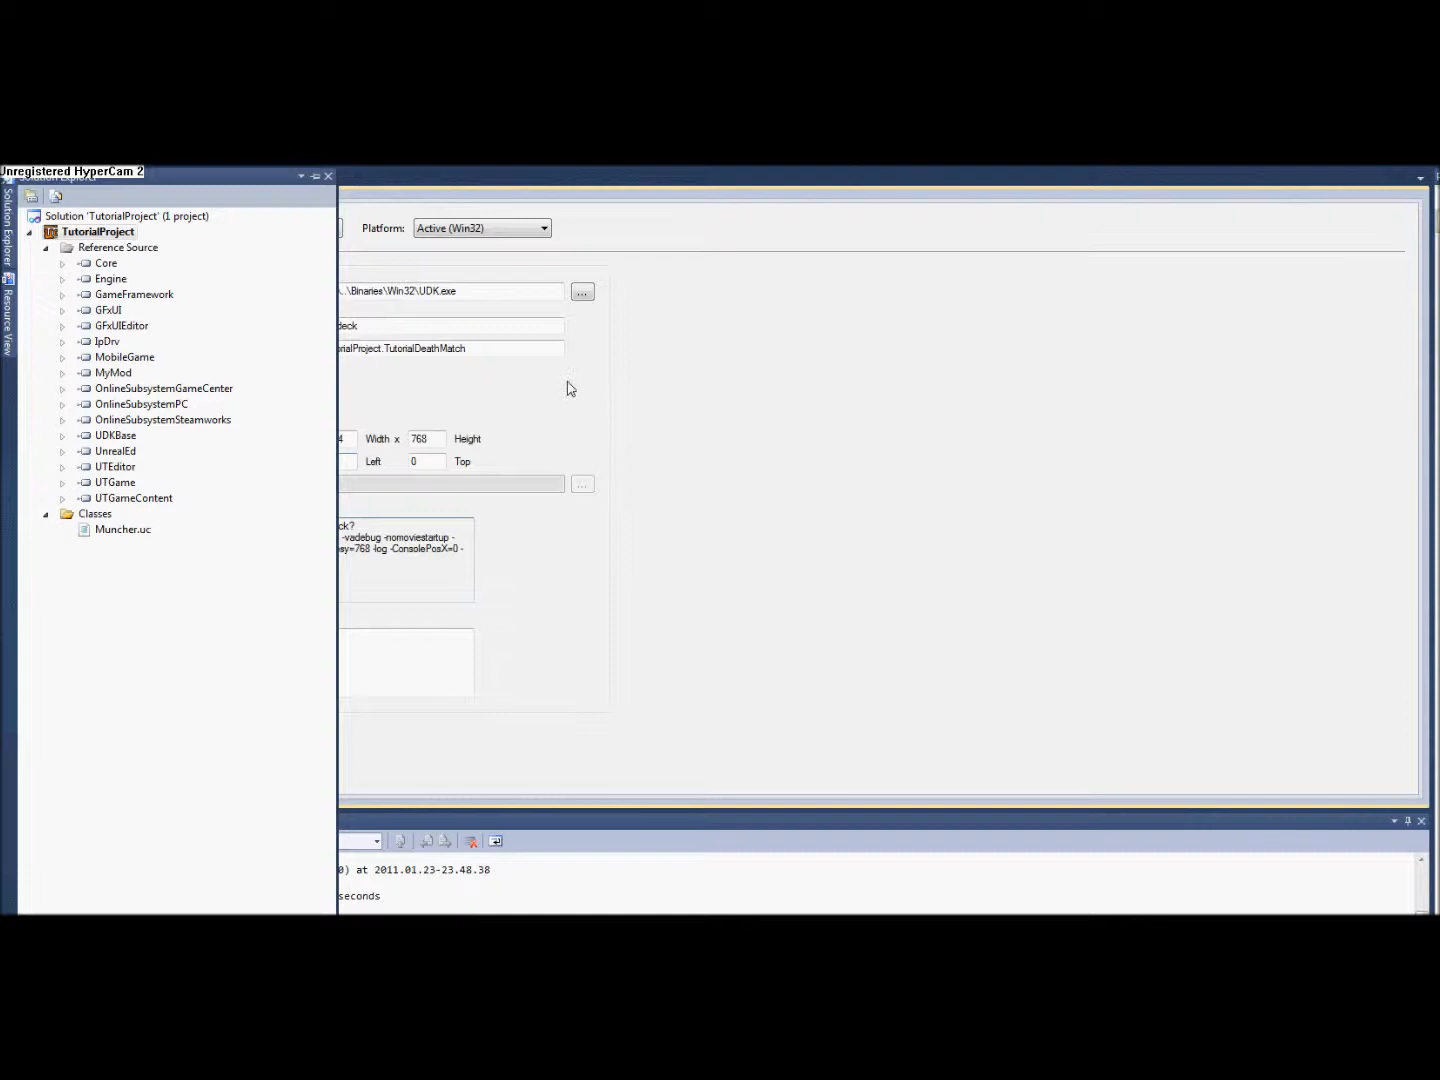 Unregistered HyperCam 2
Solution Explorer
Resource View
Solution 'TutorialProject' (1 project)
TutorialProject
Reference Source
Core
Engine
GameFramework
GFxUI
GFxUIEditor
IpDrv
MobileGame
MyMod
OnlineSubsystemGameCenter
OnlineSubsystemPC
OnlineSubsystemSteamworks
UDKBase
UnrealEd
UTEditor
UTGame
UTGameContent
Classes
Muncher.uc
Platform: Active (Win32)
..\Binaries\Win32\UDK.exe ...
deck
rialProject.TutorialDeathMatch
4 Width x 768 Height
Left 0 Top
...
ck?
-vadebug -nomoviestartup -
sy=768 -log -ConsolePosX=0 -
0) at 2011.01.23-23.48.38
seconds